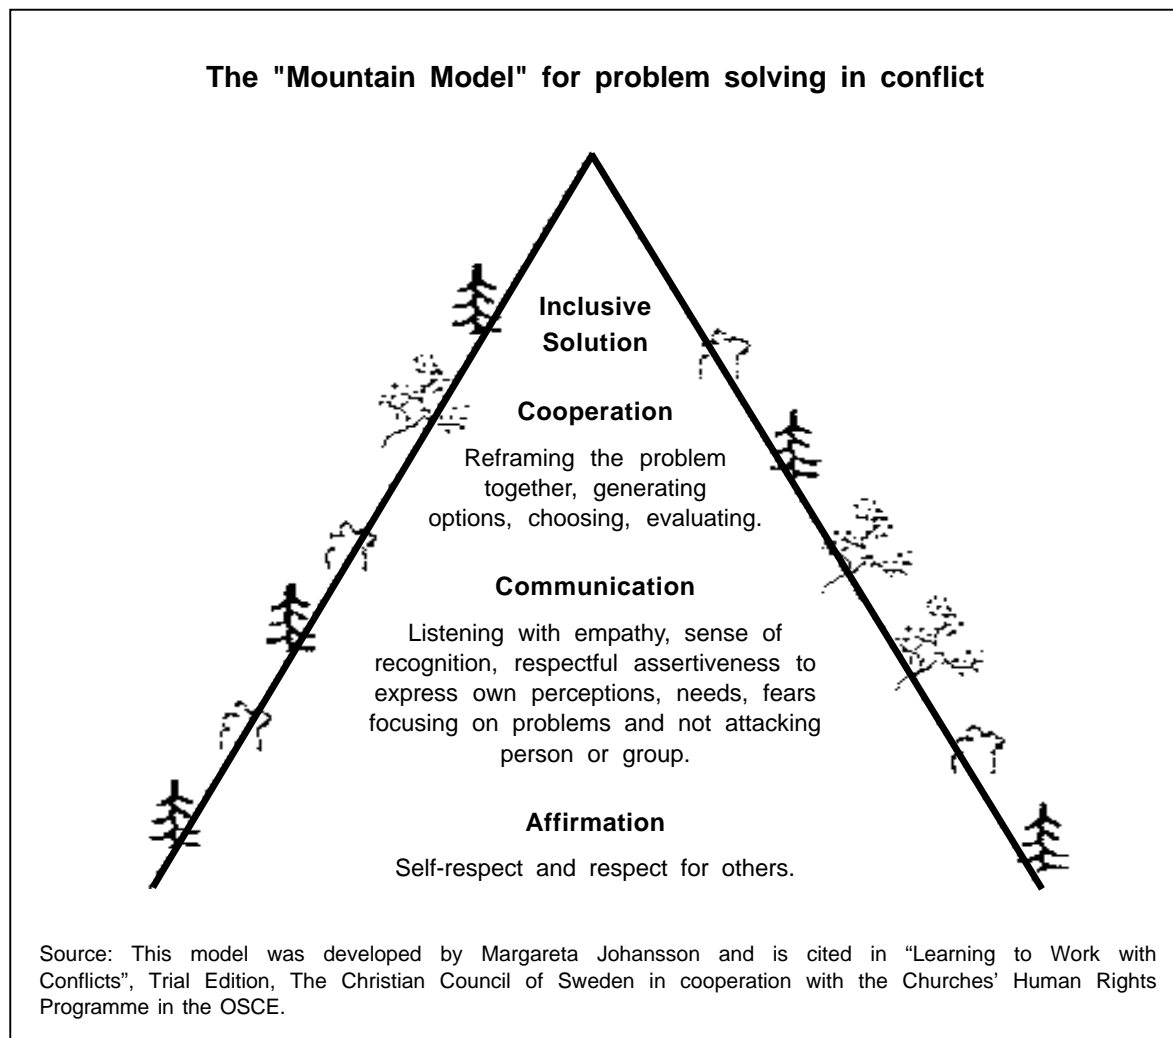 The "Mountain Model" for problem solving in conflict
Inclusive
Solution
Cooperation
Reframing the problem
together, generating
options, choosing, evaluating.
Communication
Listening with empathy, sense of
recognition, respectful assertiveness to
express own perceptions, needs, fears
focusing on problems and not attacking
person or group.
Affirmation
Self-respect and respect for others.
Source: This model was developed by Margareta Johansson and is cited in “Learning to Work with
Conflicts”, Trial Edition, The Christian Council of Sweden in cooperation with the Churches’ Human Rights
Programme in the OSCE.